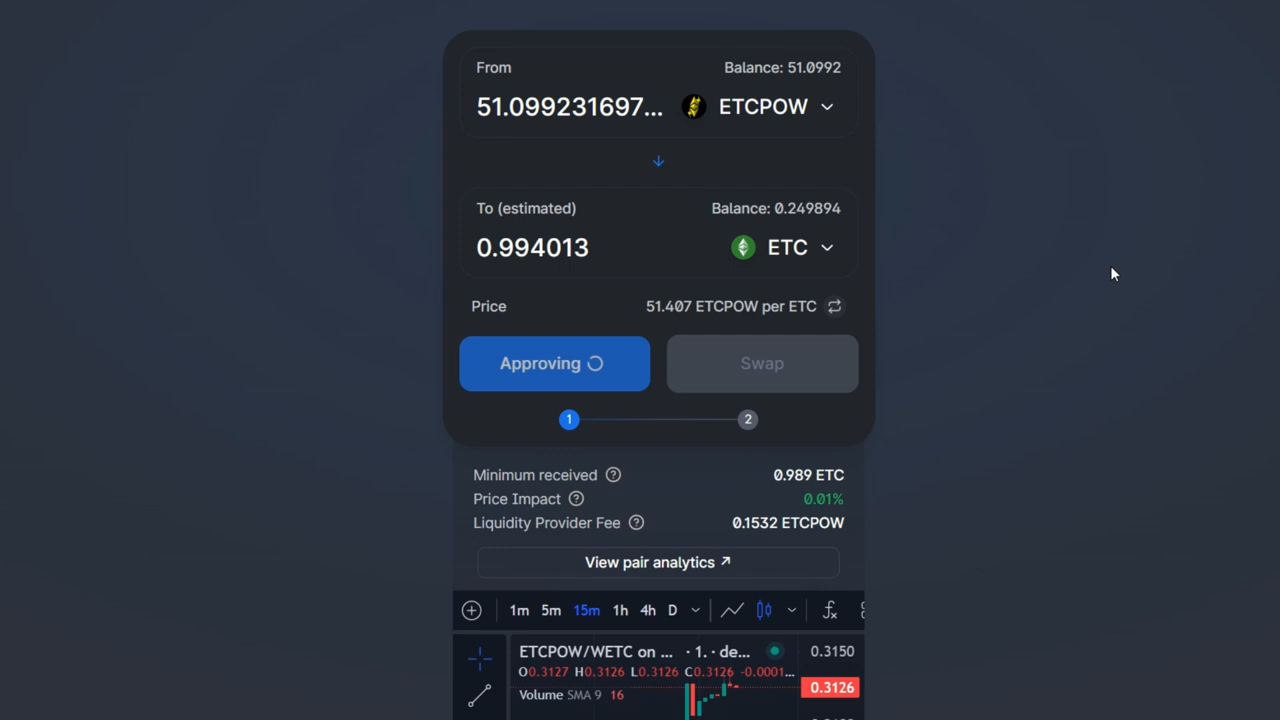 From
Balance: 51.0992
51.099231697... ETCPOW
To (estimated)
Balance: 0.249894
0.994013 ETC
Price
51.407 ETCPOW per ETC
Approving
Swap
1
2
Minimum received ?
0.989 ETC
Price Impact ?
0.01%
Liquidity Provider Fee ?
0.1532 ETCPOW
View pair analytics ↗
1m 5m 15m 1h 4h D fx
ETCPOW/WETC on ... · 1. · de...
0.3150
O0.3127 H0.3126 L0.3126 C0.3126 -0.0001...
0.3126
Volume SMA 9 16